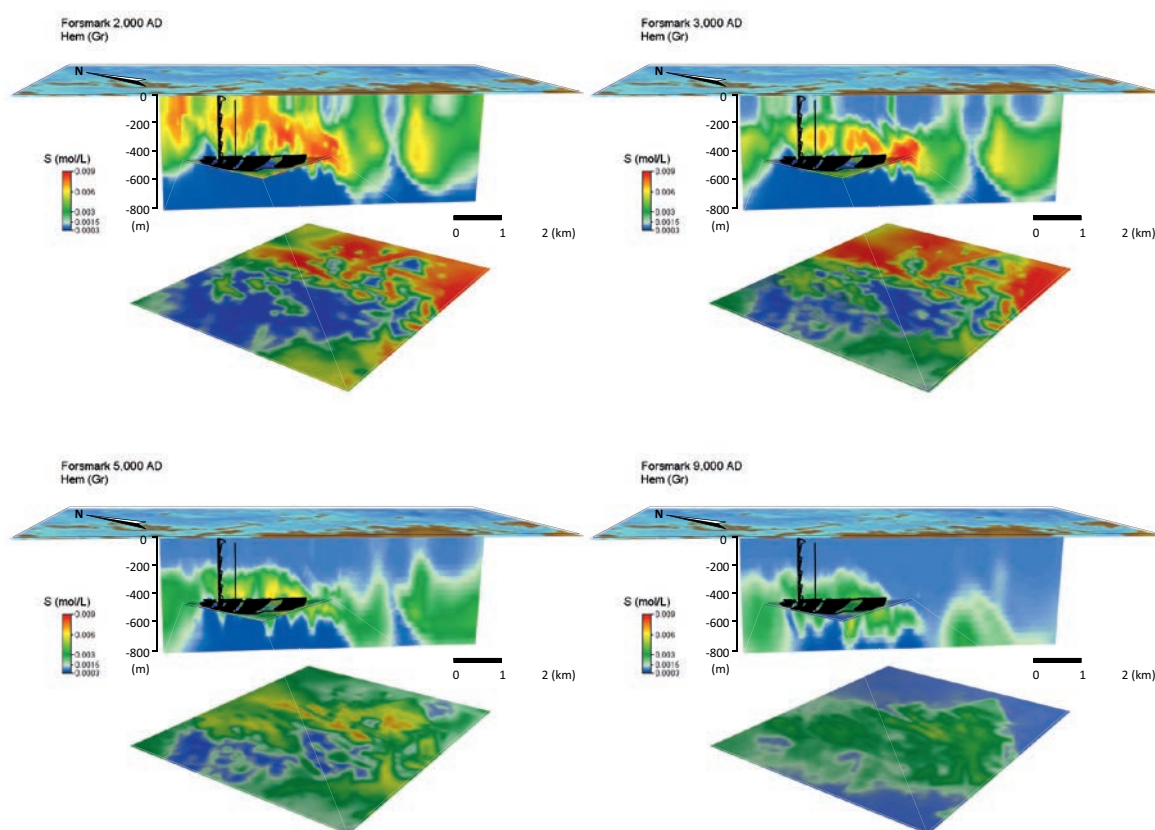 Forsmark 2,000 AD
Hem (Gr)
N
0
-200
-400
-600
-800
(m)
S (mol/L)
0.009
0.006
0.003
0.0015
0.0003
0 1 2 (km)
Forsmark 3,000 AD
Hem (Gr)
N
0
-200
-400
-600
-800
(m)
S (mol/L)
0.009
0.006
0.003
0.0015
0.0003
0 1 2 (km)
Forsmark 5,000 AD
Hem (Gr)
N
0
-200
-400
-600
-800
(m)
S (mol/L)
0.009
0.006
0.003
0.0015
0.0003
0 1 2 (km)
Forsmark 9,000 AD
Hem (Gr)
N
0
-200
-400
-600
-800
(m)
S (mol/L)
0.009
0.006
0.003
0.0015
0.0003
0 1 2 (km)